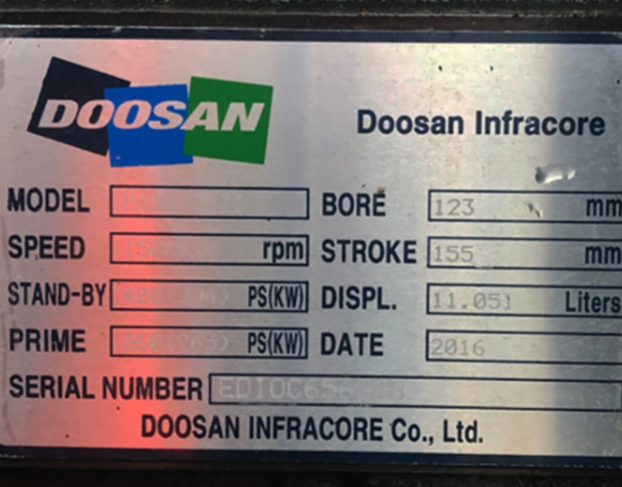 DOOSAN
Doosan Infracore
MODEL BORE 123 mm
SPEED rpm STROKE 155 mm
STAND-BY PS(KW) DISPL. 11.051 Liters
PRIME PS(KW) DATE 2016
SERIAL NUMBER
DOOSAN INFRACORE Co., Ltd.